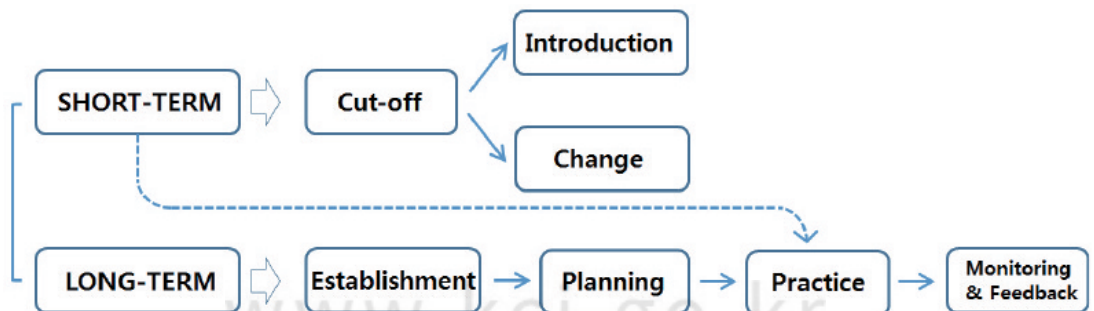 Introduction
SHORT-TERM
Cut-off
Change
LONG-TERM
Establishment
Planning
Practice
Monitoring
& Feedback